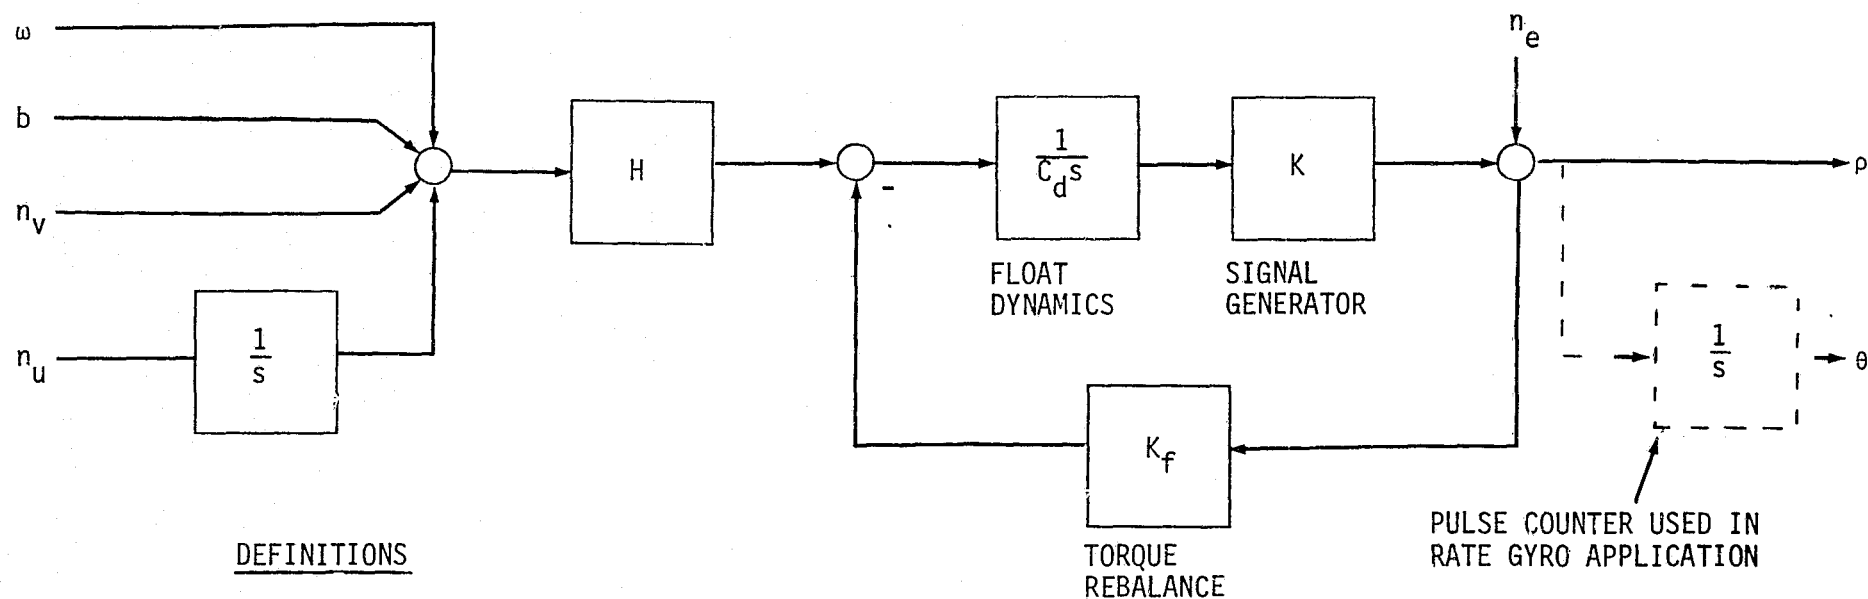 ω
b
n_v
n_u
1
s
H
1
C_d s
FLOAT
DYNAMICS
K
SIGNAL
GENERATOR
n_e
ρ
-
1
s
θ
K_f
TORQUE
REBALANCE
PULSE COUNTER USED IN
RATE GYRO APPLICATION
DEFINITIONS